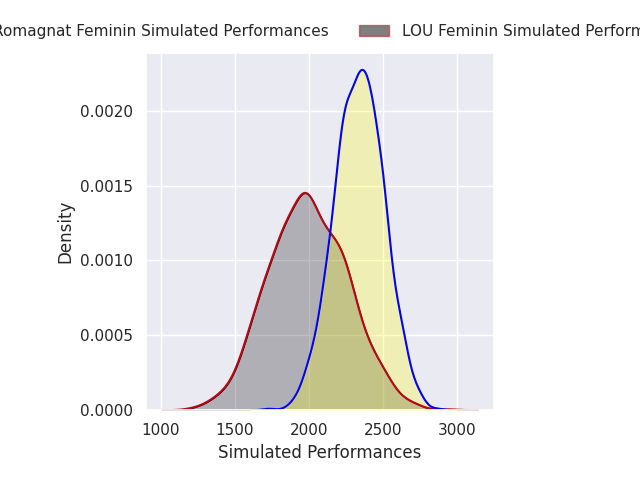 Romagnat Feminin Simulated Performances
LOU Feminin Simulated Perform
0.0020
0.0015
0.0010
0.0005
0.0000
Density
1000 1500 2000 2500 3000
Simulated Performances